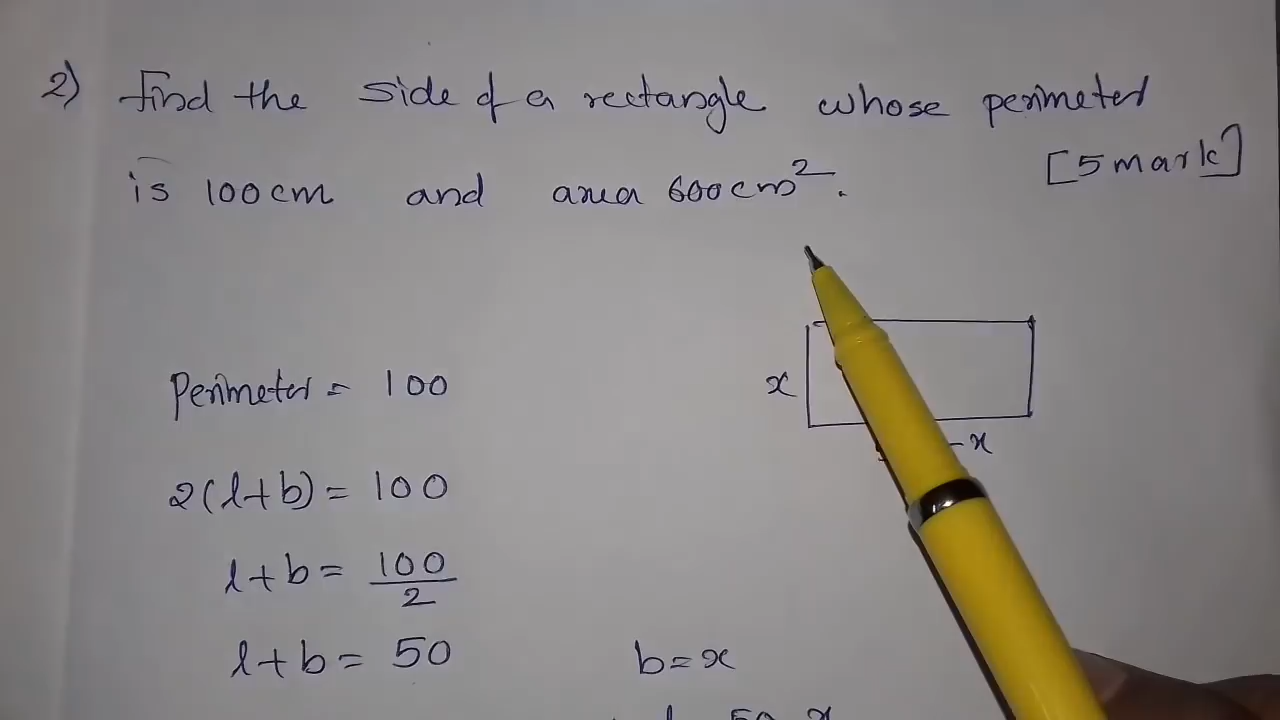 2) Find the side of a rectangle whose perimeter
is 100cm and area 600cm². [5 mark]
Perimeter = 100
x
-x
2(l+b) = 100
l+b = 100/2
l+b = 50
b=x